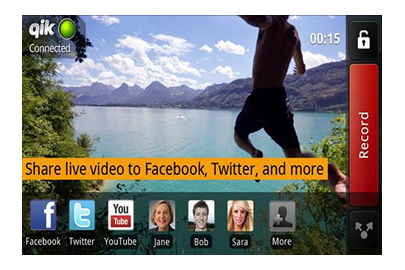 qik
Connected
00:15
Record
Share live video to Facebook, Twitter, and more
f
You
Tube
Facebook Twitter YouTube Jane Bob Sara More